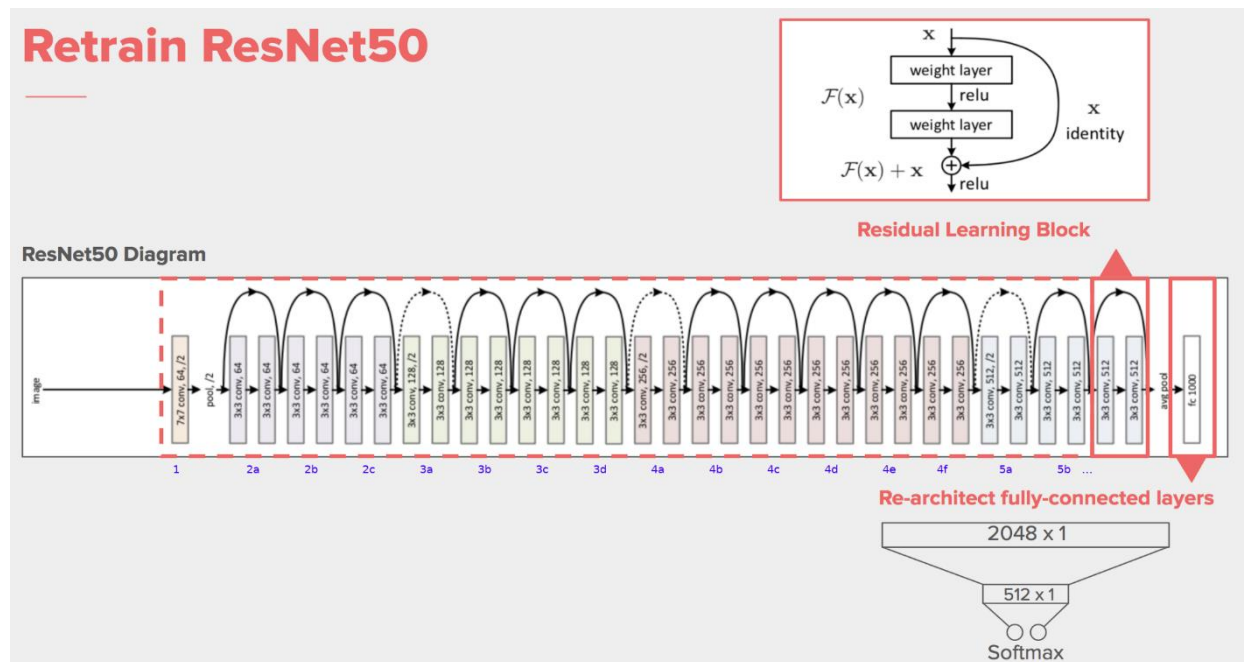 Retrain ResNet50
x
weight layer
relu
F(x)
weight layer
x
identity
F(x) + x
relu
Residual Learning Block
ResNet50 Diagram
image
7x7 conv, 64, /2
pool, /2
3x3 conv, 64
3x3 conv, 64
3x3 conv, 64
3x3 conv, 64
3x3 conv, 64
3x3 conv, 64
3x3 conv, 128, /2
3x3 conv, 128
3x3 conv, 128
3x3 conv, 128
3x3 conv, 128
3x3 conv, 128
3x3 conv, 128
3x3 conv, 128
3x3 conv, 256, /2
3x3 conv, 256
3x3 conv, 256
3x3 conv, 256
3x3 conv, 256
3x3 conv, 256
3x3 conv, 256
3x3 conv, 256
3x3 conv, 256
3x3 conv, 256
3x3 conv, 256
3x3 conv, 256
3x3 conv, 512, /2
3x3 conv, 512
3x3 conv, 512
3x3 conv, 512
3x3 conv, 512
3x3 conv, 512
avg pool
fc 1000
1 2a 2b 2c 3a 3b 3c 3d 4a 4b 4c 4d 4e 4f 5a 5b ...
Re-architect fully-connected layers
2048 x 1
512 x 1
Softmax